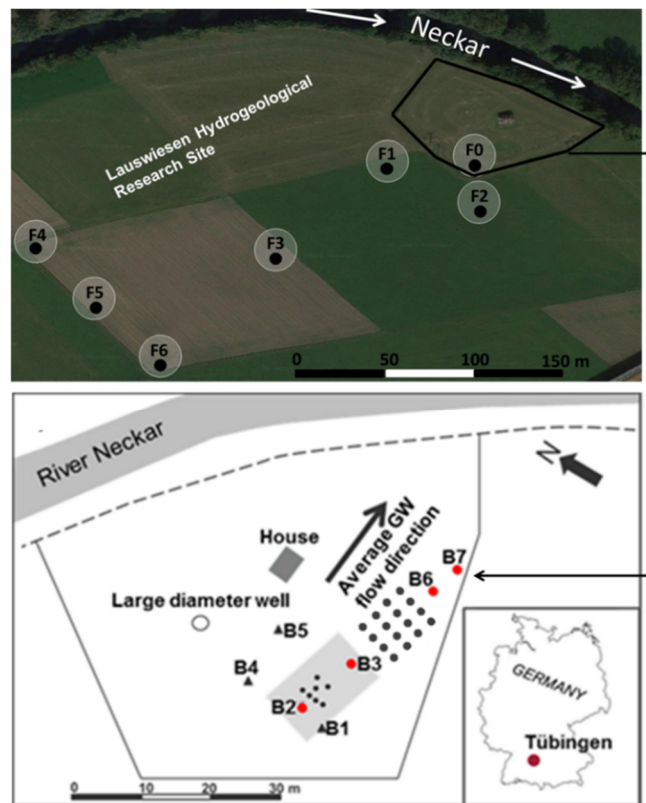 Neckar
Lauswiesen Hydrogeological
Research Site
F0
F1
F2
F3
F4
F5
F6
0 50 100 150 m
River Neckar
N
House
Average GW
flow direction
B7
B6
Large diameter well
B5
B3
B4
B2
B1
0 10 20 30 m
GERMANY
Tübingen